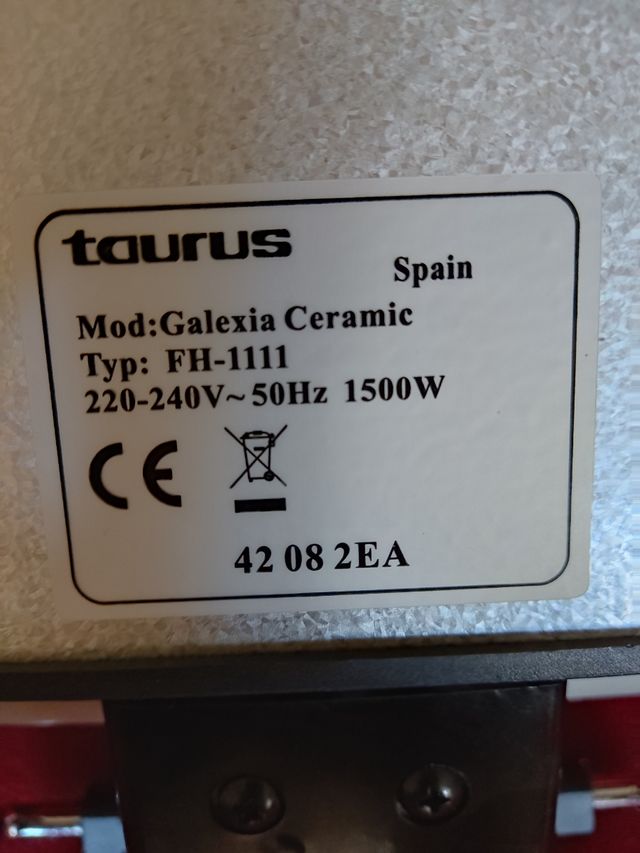 taurus
Spain
Mod:Galexia Ceramic
Typ: FH-1111
220-240V~50Hz 1500W
CE
42 08 2EA